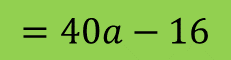 = 40a − 16